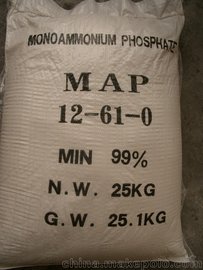 MONOAMMONIUM PHOSPHATE
MAP
12-61-0
MIN 99%
N.W. 25KG
G.W. 25.1KG
china.makepolo.com